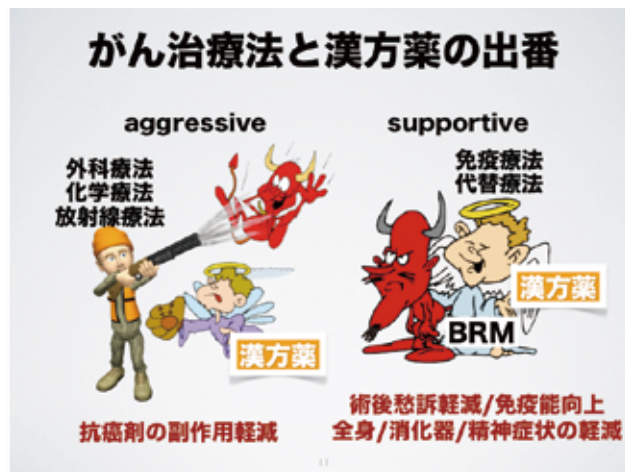 がん治療法と漢方薬の出番
aggressive
外科療法
化学療法
放射線療法
漢方薬
抗癌剤の副作用軽減
supportive
免疫療法
代替療法
漢方薬
BRM
術後愁訴軽減/免疫能向上
全身/消化器/精神症状の軽減
11